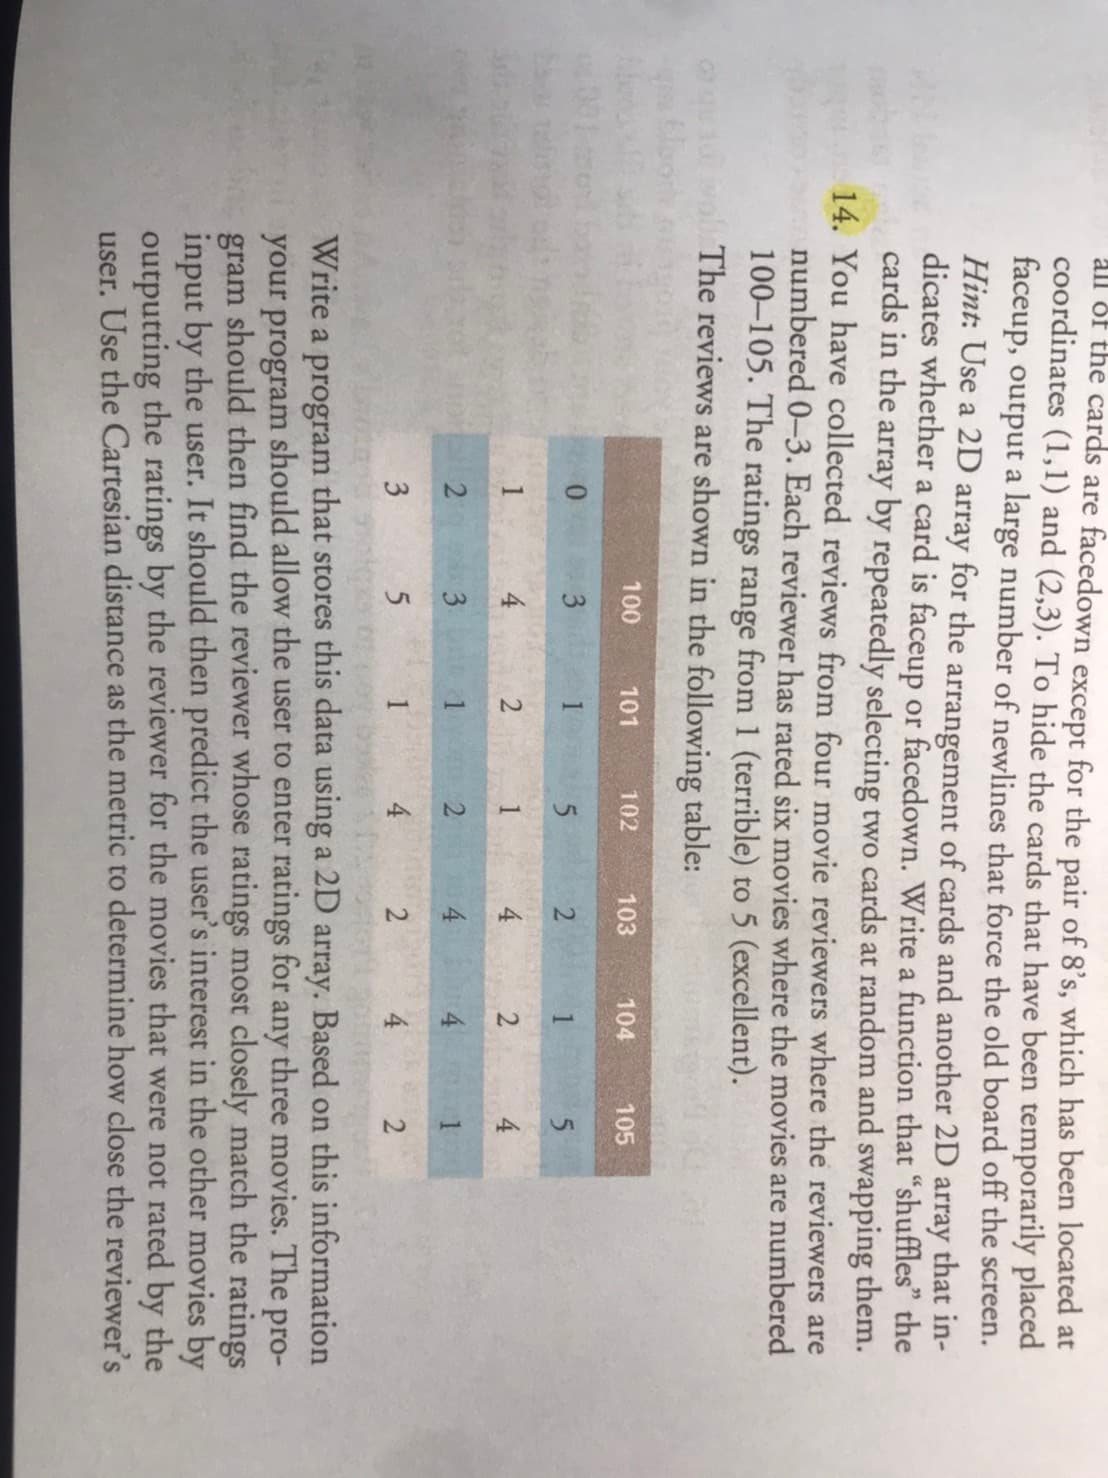 all of the cards are facedown except for the pair of 8’s, which has been located at
coordinates (1,1) and (2,3). To hide the cards that have been temporarily placed
faceup, output a large number of newlines that force the old board off the screen.
Hint: Use a 2D array for the arrangement of cards and another 2D array that in-
dicates whether a card is faceup or facedown. Write a function that “shuffles” the
cards in the array by repeatedly selecting two cards at random and swapping them.
14. You have collected reviews from four movie reviewers where the reviewers are
numbered 0–3. Each reviewer has rated six movies where the movies are numbered
100–105. The ratings range from 1 (terrible) to 5 (excellent).
The reviews are shown in the following table:
100 101 102 103 104 105
0 3 1 5 2 1 5
1 4 2 1 4 2 4
2 3 1 2 4 4 1
3 5 1 4 2 4 2
Write a program that stores this data using a 2D array. Based on this information
your program should allow the user to enter ratings for any three movies. The pro-
gram should then find the reviewer whose ratings most closely match the ratings
input by the user. It should then predict the user’s interest in the other movies by
outputting the ratings by the reviewer for the movies that were not rated by the
user. Use the Cartesian distance as the metric to determine how close the reviewer’s